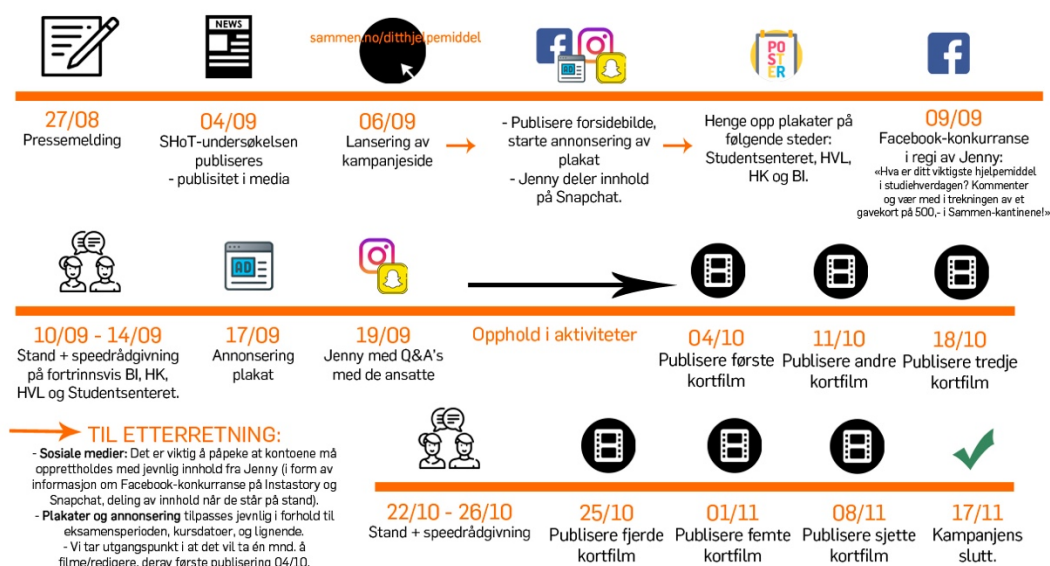 NEWS
sammen.no/ditthjelpemiddel
AD
POSTER
27/08
Pressemelding
04/09
SHoT-undersøkelsen
publiseres
- publisitet i media
06/09
Lansering av
kampanjeside
- Publisere forsidebilde,
starte annonsering av
plakat
- Jenny deler innhold
på Snapchat.
Henge opp plakater på
følgende steder:
Studentsenteret, HVL,
HK og BI.
09/09
Facebook-konkurranse
i regi av Jenny:
«Hva er ditt viktigste hjelpemiddel
i studiehverdagen? Kommenter
og vær med i trekningen av et
gavekort på 500,- i Sammen-kantinene!»
AD
10/09 - 14/09
Stand + speedrådgivning
på fortrinnsvis BI, HK,
HVL og Studentsenteret.
17/09
Annonsering
plakat
19/09
Jenny med Q&A's
med de ansatte
Opphold i aktiviteter
04/10
Publisere første
kortfilm
11/10
Publisere andre
kortfilm
18/10
Publisere tredje
kortfilm
TIL ETTERRETNING:
- Sosiale medier: Det er viktig å påpeke at kontoene må
opprettholdes med jevnlig innhold fra Jenny (i form av
informasjon om Facebook-konkurranse på Instastory og
Snapchat, deling av innhold når de står på stand).
- Plakater og annonsering tilpasses jevnlig i forhold til
eksamensperioden, kursdatoer, og lignende.
- Vi tar utgangspunkt i at det vil ta én mnd. å
filme/redigere, derav første publisering 04/10.
22/10 - 26/10
Stand + speedrådgivning
25/10
Publisere fjerde
kortfilm
01/11
Publisere femte
kortfilm
08/11
Publisere sjette
kortfilm
17/11
Kampanjens
slutt.